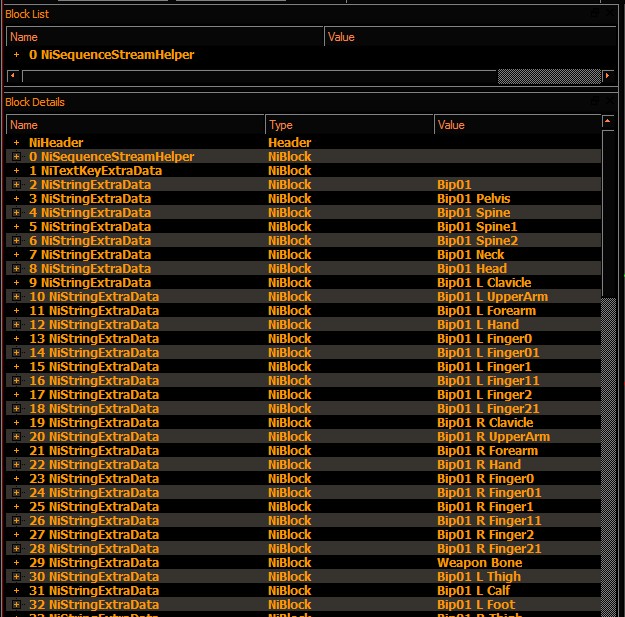 Block List
Name Value
0 NiSequenceStreamHelper
Block Details
Name Type Value
NiHeader Header
0 NiSequenceStreamHelper NiBlock
1 NiTextKeyExtraData NiBlock
2 NiStringExtraData NiBlock Bip01
3 NiStringExtraData NiBlock Bip01 Pelvis
4 NiStringExtraData NiBlock Bip01 Spine
5 NiStringExtraData NiBlock Bip01 Spine1
6 NiStringExtraData NiBlock Bip01 Spine2
7 NiStringExtraData NiBlock Bip01 Neck
8 NiStringExtraData NiBlock Bip01 Head
9 NiStringExtraData NiBlock Bip01 L Clavicle
10 NiStringExtraData NiBlock Bip01 L UpperArm
11 NiStringExtraData NiBlock Bip01 L Forearm
12 NiStringExtraData NiBlock Bip01 L Hand
13 NiStringExtraData NiBlock Bip01 L Finger0
14 NiStringExtraData NiBlock Bip01 L Finger01
15 NiStringExtraData NiBlock Bip01 L Finger1
16 NiStringExtraData NiBlock Bip01 L Finger11
17 NiStringExtraData NiBlock Bip01 L Finger2
18 NiStringExtraData NiBlock Bip01 L Finger21
19 NiStringExtraData NiBlock Bip01 R Clavicle
20 NiStringExtraData NiBlock Bip01 R UpperArm
21 NiStringExtraData NiBlock Bip01 R Forearm
22 NiStringExtraData NiBlock Bip01 R Hand
23 NiStringExtraData NiBlock Bip01 R Finger0
24 NiStringExtraData NiBlock Bip01 R Finger01
25 NiStringExtraData NiBlock Bip01 R Finger1
26 NiStringExtraData NiBlock Bip01 R Finger11
27 NiStringExtraData NiBlock Bip01 R Finger2
28 NiStringExtraData NiBlock Bip01 R Finger21
29 NiStringExtraData NiBlock Weapon Bone
30 NiStringExtraData NiBlock Bip01 L Thigh
31 NiStringExtraData NiBlock Bip01 L Calf
32 NiStringExtraData NiBlock Bip01 L Foot